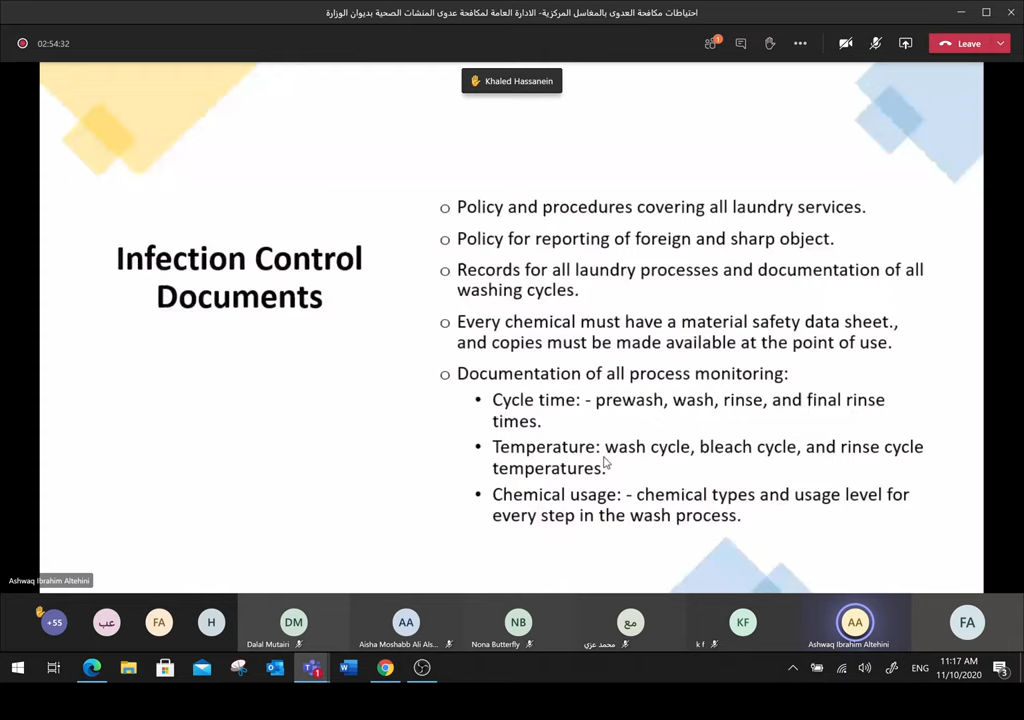 احتياطات مكافحة العدوى بالمغاسل المركزية- الادارة العامة لمكافحة عدوى المنشات الصحية بديوان الوزارة
02:54:32
1
Leave
Khaled Hassanein
Infection Control
Documents
o Policy and procedures covering all laundry services.
o Policy for reporting of foreign and sharp object.
o Records for all laundry processes and documentation of all
washing cycles.
o Every chemical must have a material safety data sheet.,
and copies must be made available at the point of use.
o Documentation of all process monitoring:
• Cycle time: - prewash, wash, rinse, and final rinse
times.
• Temperature: wash cycle, bleach cycle, and rinse cycle
temperatures.
• Chemical usage: - chemical types and usage level for
every step in the wash process.
Ashwaq Ibrahim Altehini
+55
عب
FA
H
DM
AA
NB
مع
KF
AA
FA
Dalal Mutairi
Aisha Moshabb Ali Als...
Nona Butterfly
محمد عزي
k f
Ashwaq Ibrahim Altehini
1
ENG
11:17 AM
11/10/2020
3